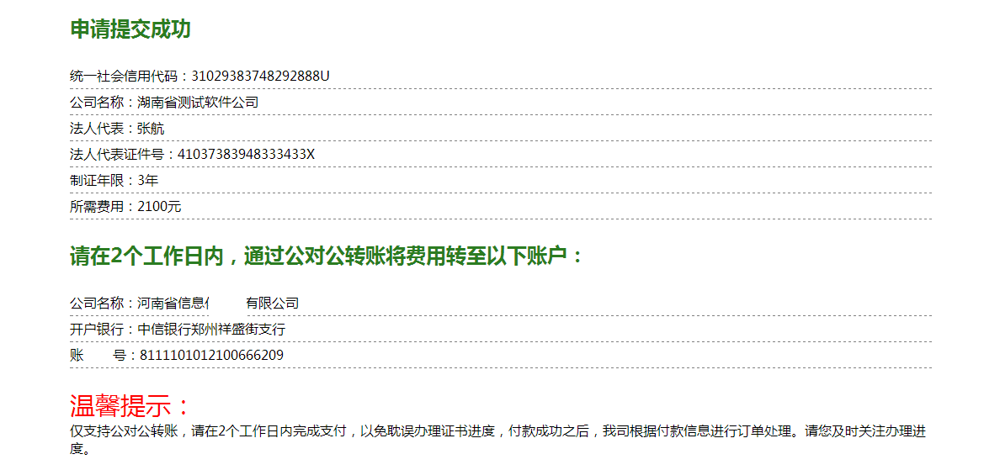 申请提交成功
统一社会信用代码：31029383748292888U
公司名称：湖南省测试软件公司
法人代表：张航
法人代表证件号：41037383948333433X
制证年限：3年
所需费用：2100元
请在2个工作日内，通过公对公转账将费用转至以下账户：
公司名称：河南省信息 有限公司
开户银行：中信银行郑州祥盛街支行
账 号：8111101012100666209
温馨提示：
仅支持公对公转账，请在2个工作日内完成支付，以免耽误办理证书进度，付款成功之后，我司根据付款信息进行订单处理。请您及时关注办理进
度。